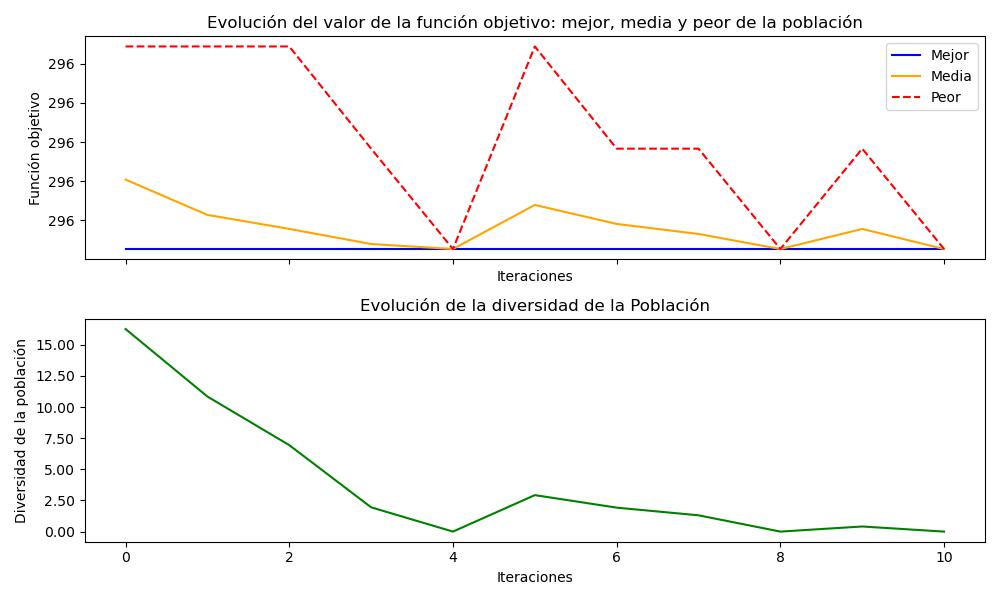 Evolución del valor de la función objetivo: mejor, media y peor de la población
Función objetivo
296
296
296
296
296
Mejor
Media
Peor
Iteraciones
Evolución de la diversidad de la Población
Diversidad de la población
15.00
12.50
10.00
7.50
5.00
2.50
0.00
0 2 4 6 8 10
Iteraciones